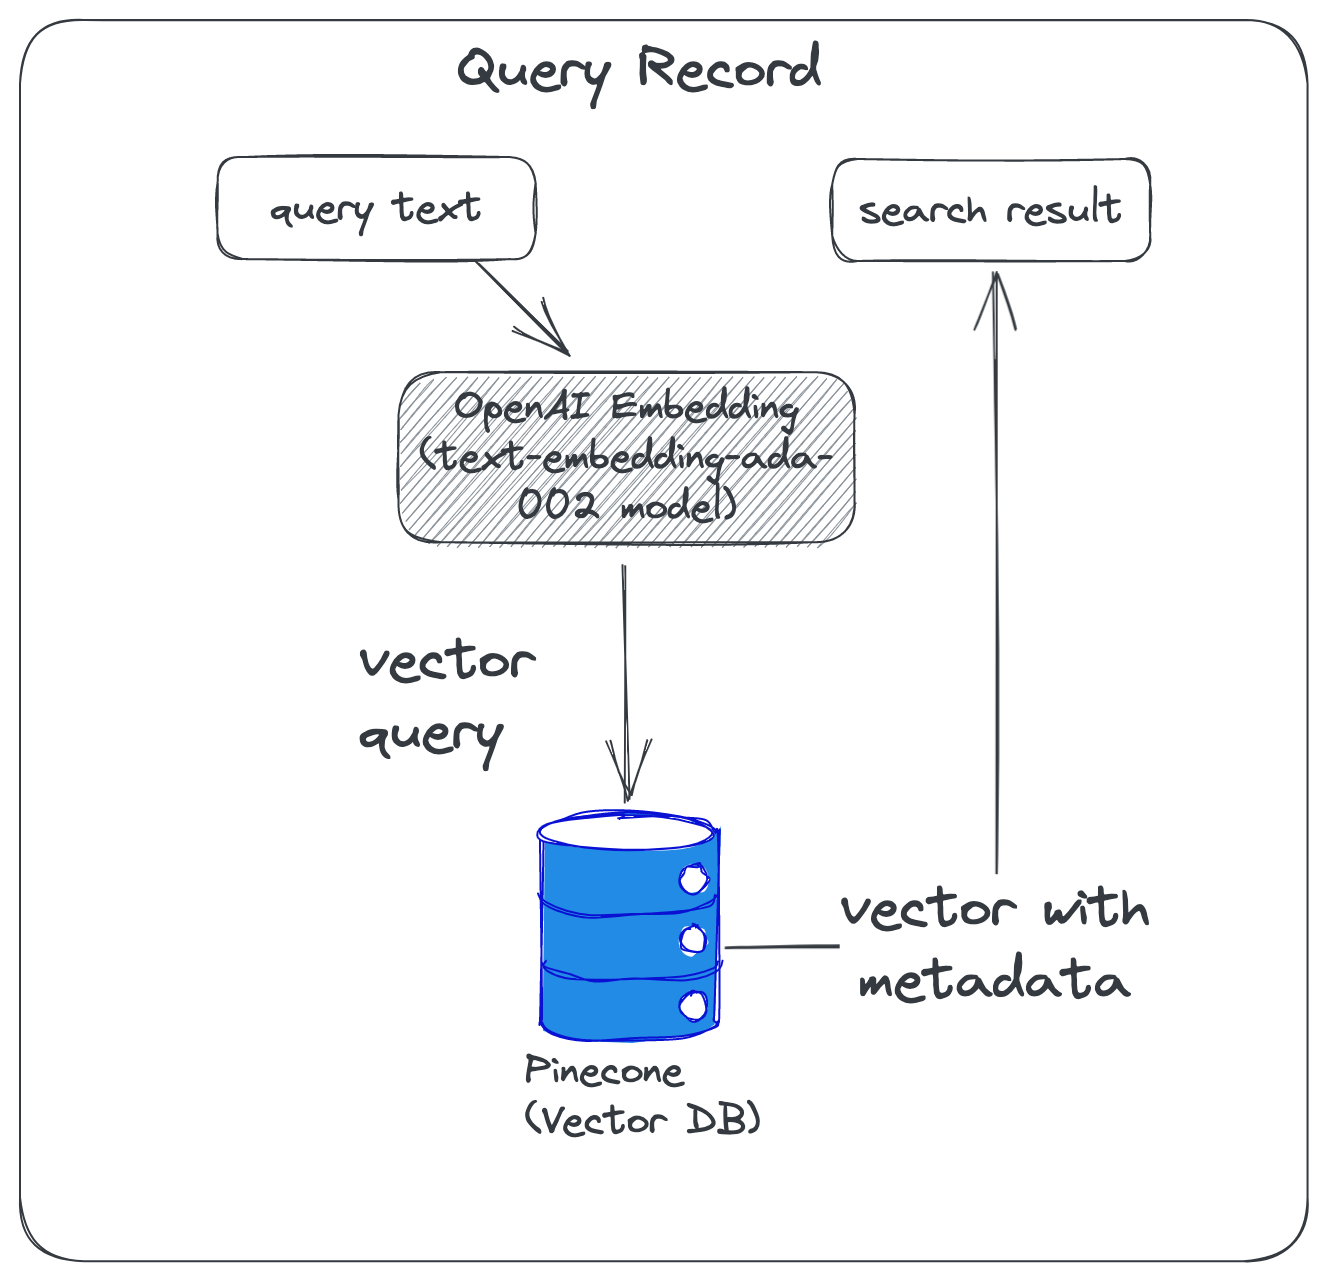 Query Record
query text
search result
OpenAI Embedding
(text-embedding-ada-
002 model)
vector
query
vector with
metadata
Pinecone
(Vector DB)